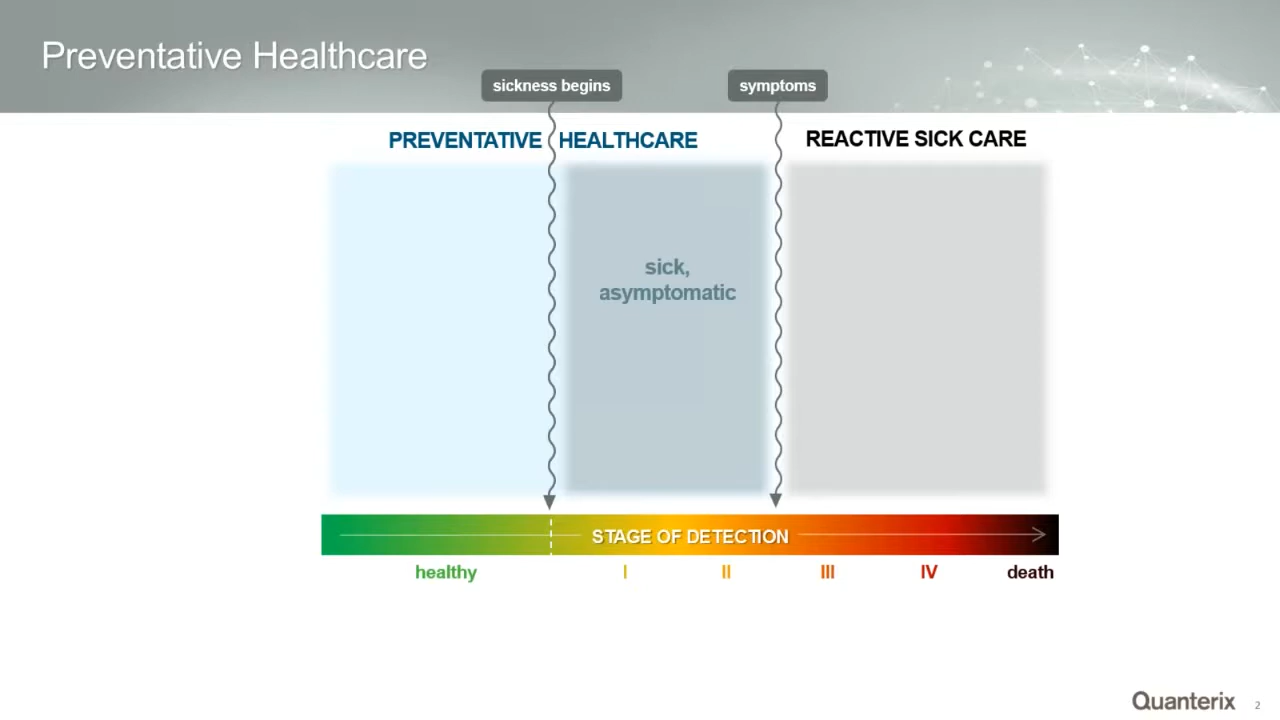 Preventative Healthcare
sickness begins
symptoms
PREVENTATIVE HEALTHCARE
REACTIVE SICK CARE
sick,
asymptomatic
STAGE OF DETECTION
healthy
I
II
III
IV
death
Quanterix
2